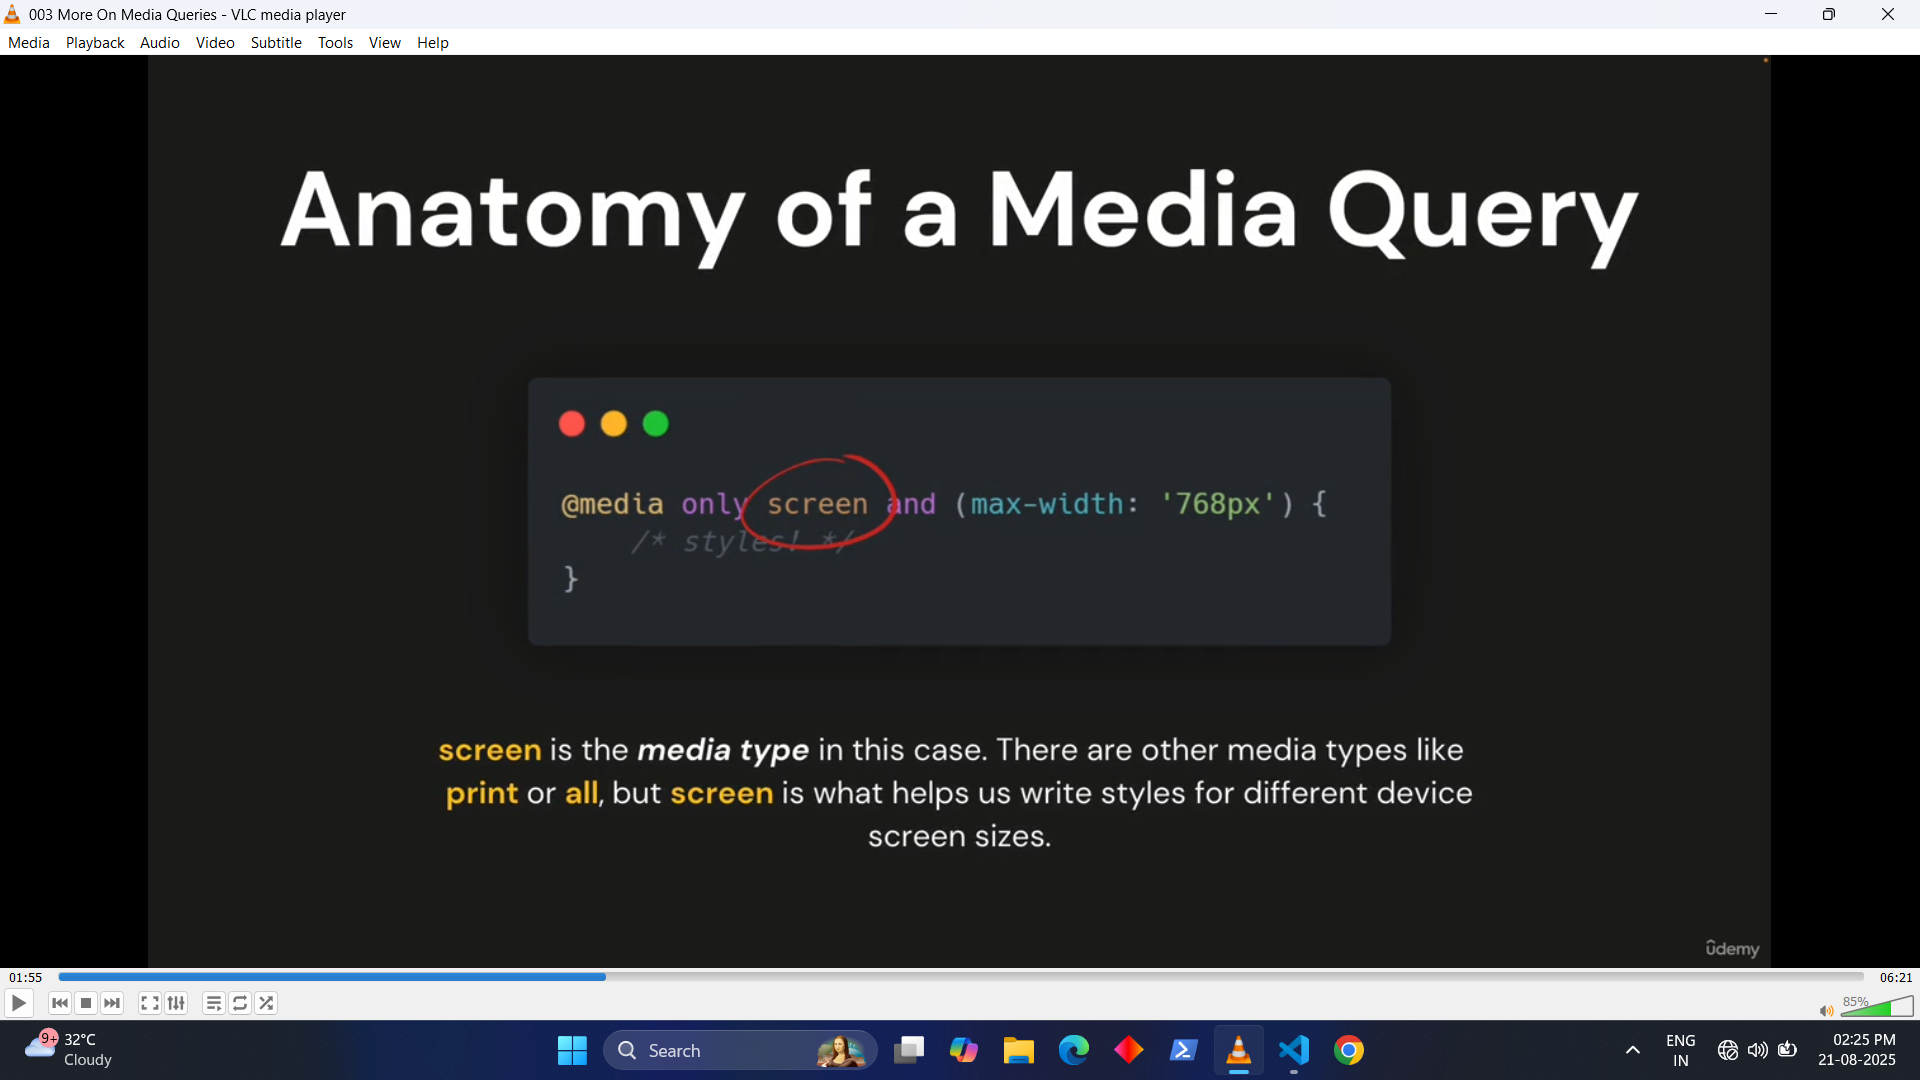 003 More On Media Queries - VLC media player
Media Playback Audio Video Subtitle Tools View Help
Anatomy of a Media Query
@media only screen and (max-width: '768px') {
/* styles! */
}
screen is the media type in this case. There are other media types like
print or all, but screen is what helps us write styles for different device
screen sizes.
ûdemy
01:55
06:21
85%
9+
32°C
Cloudy
Search
ENG
IN
02:25 PM
21-08-2025